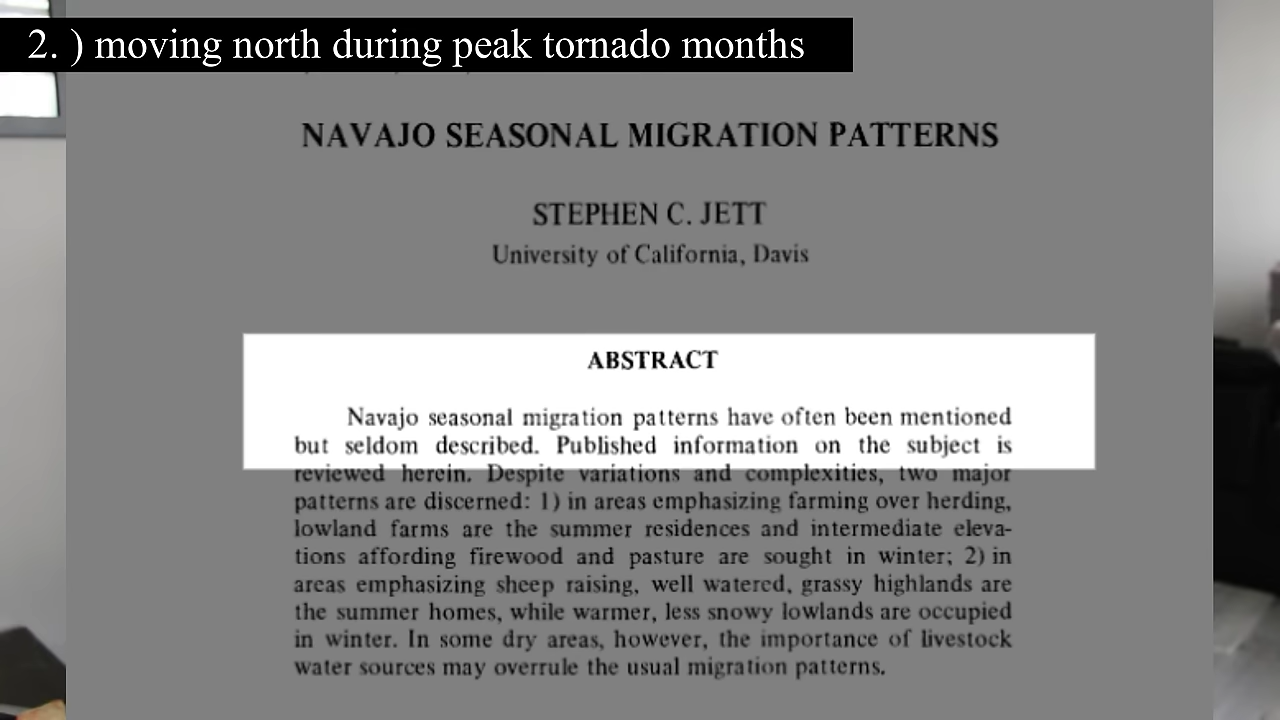 2. ) moving north during peak tornado months
NAVAJO SEASONAL MIGRATION PATTERNS
STEPHEN C. JETT
University of California, Davis
ABSTRACT
Navajo seasonal migration patterns have often been mentioned
but seldom described. Published information on the subject is
reviewed herein. Despite variations and complexities, two major
patterns are discerned: 1) in areas emphasizing farming over herding,
lowland farms are the summer residences and intermediate eleva-
tions affording firewood and pasture are sought in winter; 2) in
areas emphasizing sheep raising, well watered, grassy highlands are
the summer homes, while warmer, less snowy lowlands are occupied
in winter. In some dry areas, however, the importance of livestock
water sources may overrule the usual migration patterns.